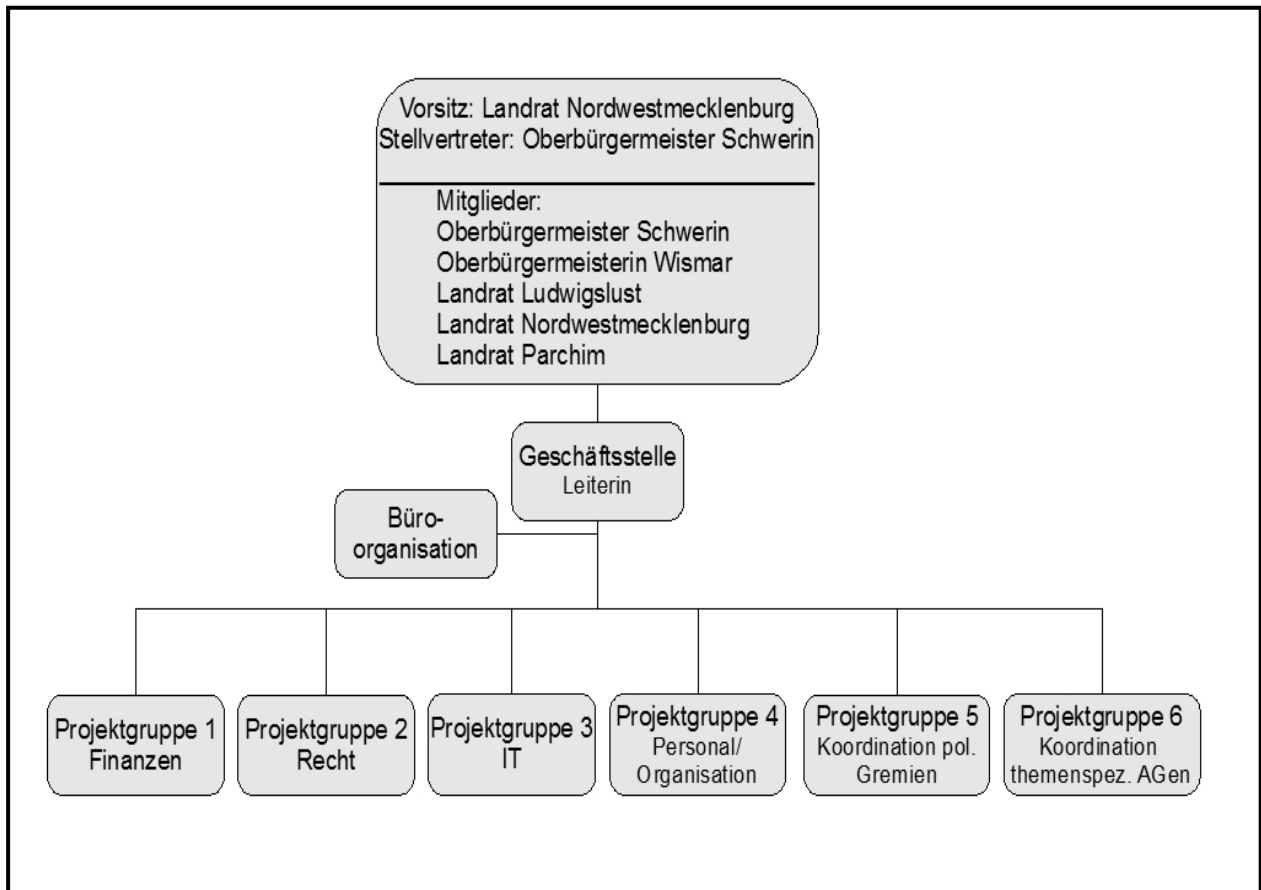 Vorsitz: Landrat Nordwestmecklenburg
Stellvertreter: Oberbürgermeister Schwerin
Mitglieder:
Oberbürgermeister Schwerin
Oberbürgermeisterin Wismar
Landrat Ludwigslust
Landrat Nordwestmecklenburg
Landrat Parchim
Geschäftsstelle
Leiterin
Büro-
organisation
Projektgruppe 1
Finanzen
Projektgruppe 2
Recht
Projektgruppe 3
IT
Projektgruppe 4
Personal/
Organisation
Projektgruppe 5
Koordination pol.
Gremien
Projektgruppe 6
Koordination
themenspez. AGen